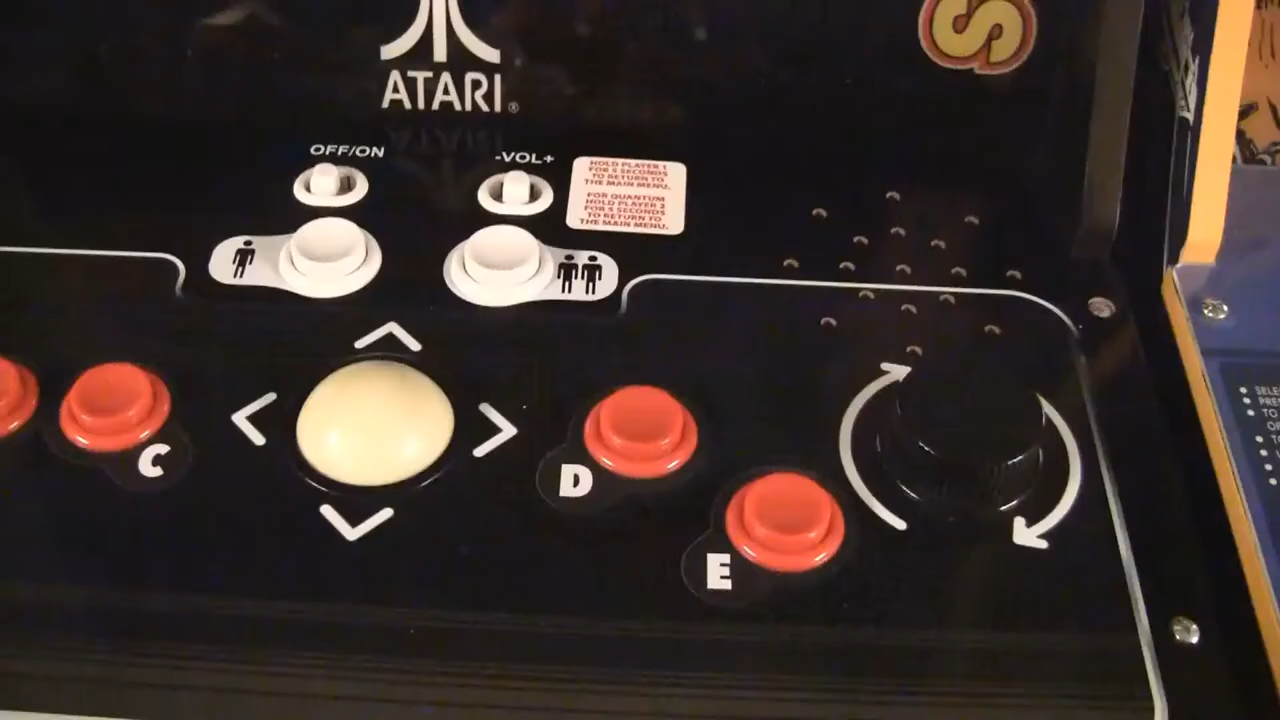 S
ATARI®
OFF/ON
-VOL+
HOLD PLAYER 1
FOR 5 SECONDS
TO RETURN TO
THE MAIN MENU.
FOR QUANTUM
HOLD PLAYER 2
FOR 5 SECONDS
TO RETURN TO
THE MAIN MENU.
C
D
E